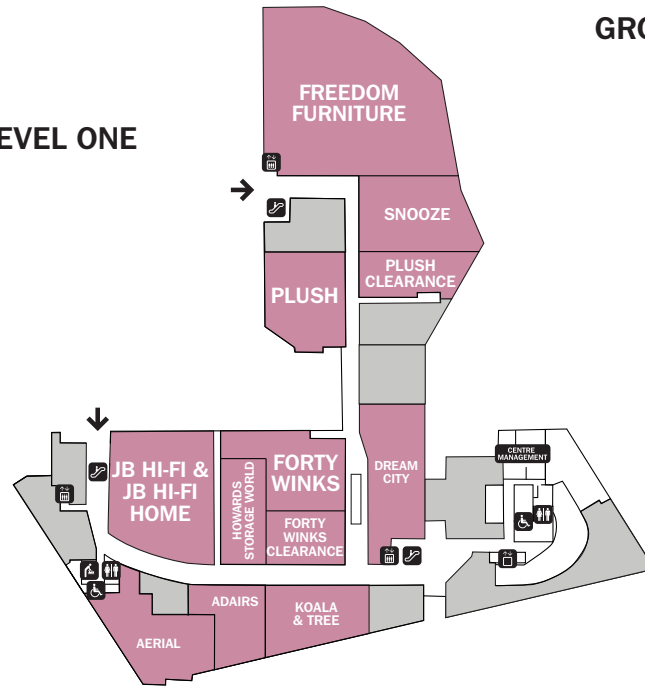 GRO
EVEL ONE
FREEDOM
FURNITURE
SNOOZE
PLUSH
CLEARANCE
PLUSH
JB HI-FI &
JB HI-FI
HOME
HOWARDS
STORAGE WORLD
FORTY
WINKS
FORTY
WINKS
CLEARANCE
DREAM
CITY
CENTRE
MANAGEMENT
ADAIRS
KOALA
& TREE
AERIAL